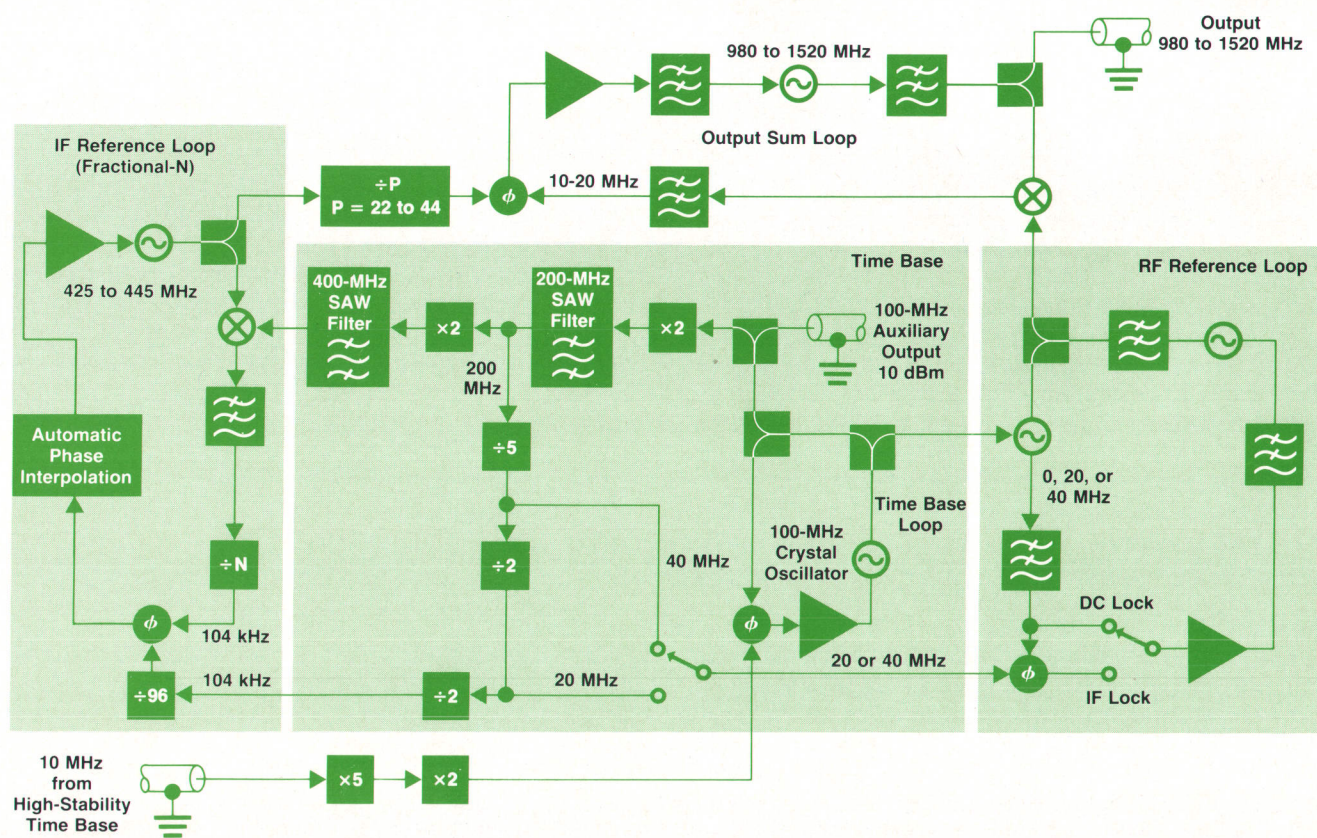 Output
980 to 1520 MHz
980 to 1520 MHz
Output Sum Loop
IF Reference Loop
(Fractional-N)
÷P
P = 22 to 44
ϕ
10-20 MHz
425 to 445 MHz
Time Base
RF Reference Loop
400-MHz
SAW
Filter
×2
200-MHz
SAW
Filter
×2
100-MHz
Auxiliary
Output
10 dBm
200
MHz
÷5
Automatic
Phase
Interpolation
0, 20, or
40 MHz
Time Base
Loop
÷N
÷2
40 MHz
100-MHz
Crystal
Oscillator
ϕ
104 kHz
ϕ
DC Lock
÷96
104 kHz
÷2
20 MHz
20 or 40 MHz
ϕ
IF Lock
10 MHz
from
High-Stability
Time Base
×5
×2